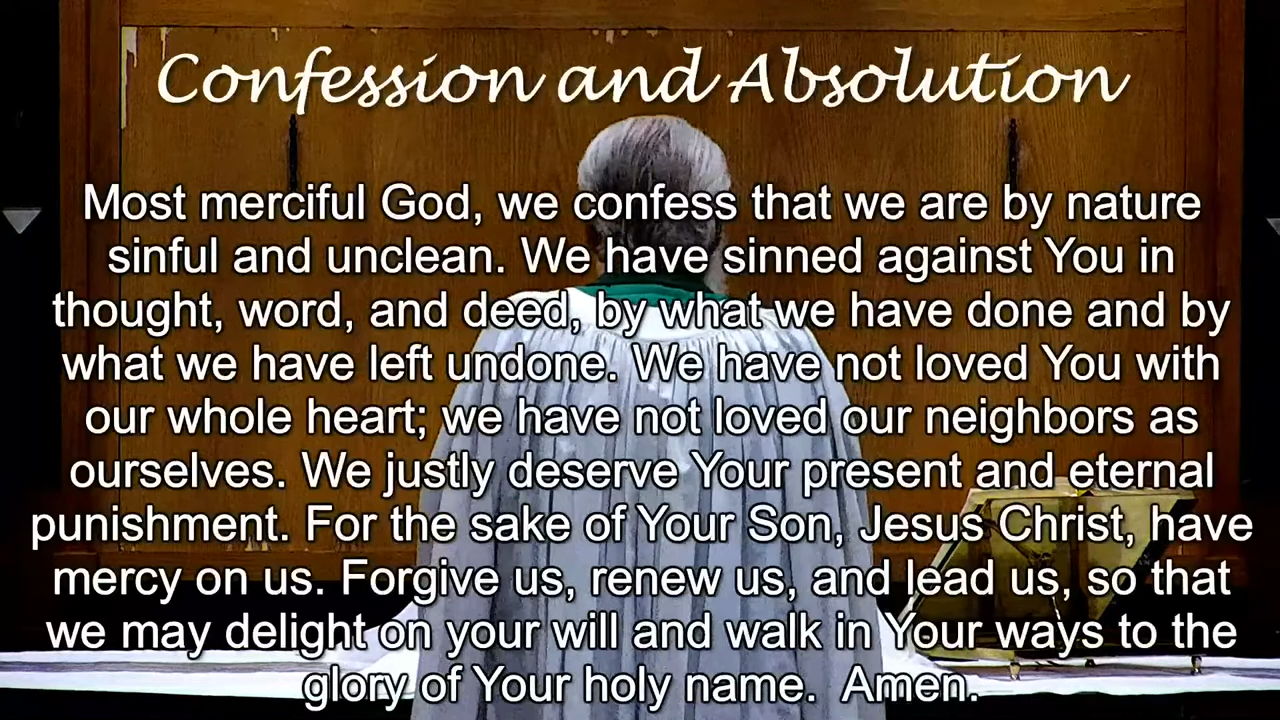 Confession and Absolution
Most merciful God, we confess that we are by nature
sinful and unclean. We have sinned against You in
thought, word, and deed, by what we have done and by
what we have left undone. We have not loved You with
our whole heart; we have not loved our neighbors as
ourselves. We justly deserve Your present and eternal
punishment. For the sake of Your Son, Jesus Christ, have
mercy on us. Forgive us, renew us, and lead us, so that
we may delight on your will and walk in Your ways to the
glory of Your holy name.  Amen.